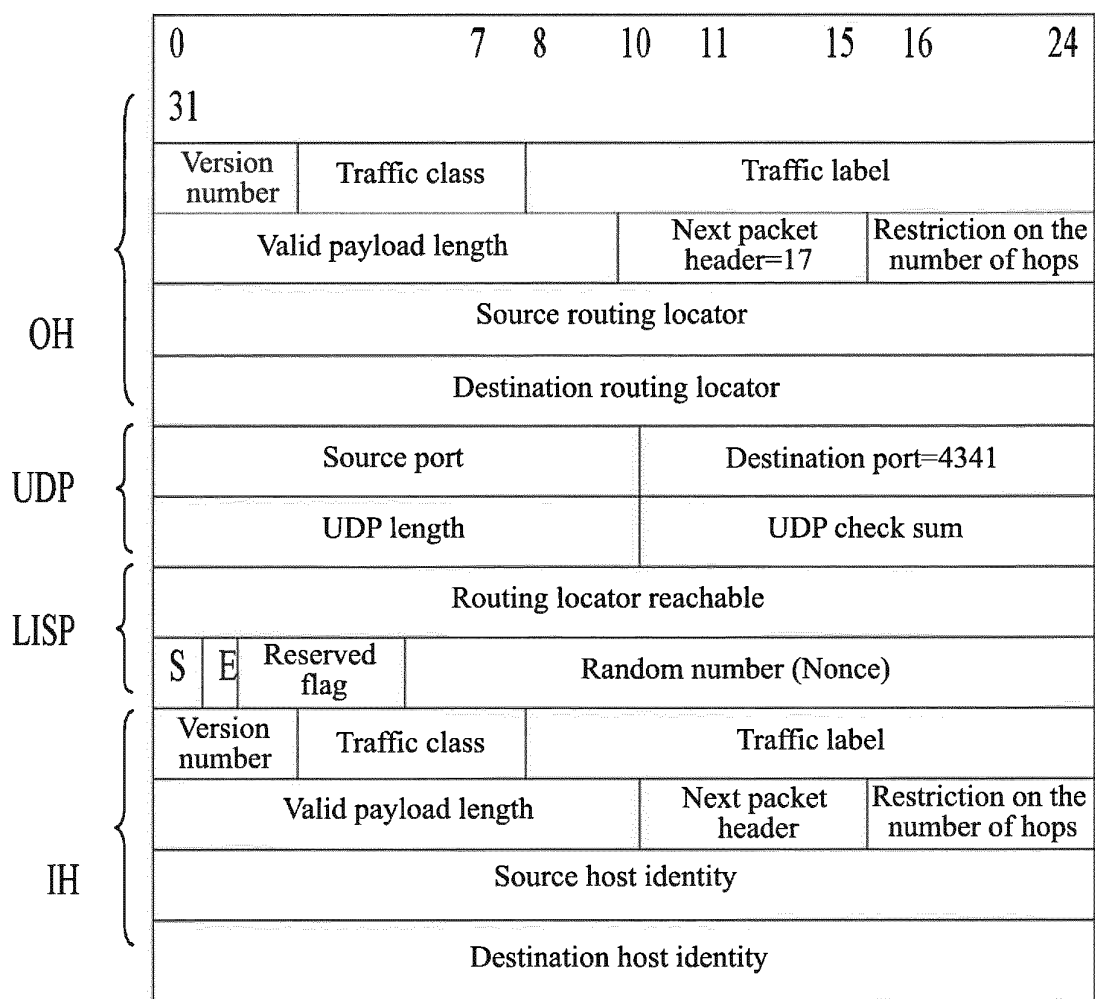 0 7 8 10 11 15 16 24
31
Version
number
Traffic class
Traffic label
Valid payload length
Next packet
header=17
Restriction on the
number of hops
Source routing locator
OH
Destination routing locator
Source port
Destination port=4341
UDP
UDP length
UDP check sum
Routing locator reachable
LISP
S
E
Reserved
flag
Random number (Nonce)
Version
number
Traffic class
Traffic label
Valid payload length
Next packet
header
Restriction on the
number of hops
IH
Source host identity
Destination host identity